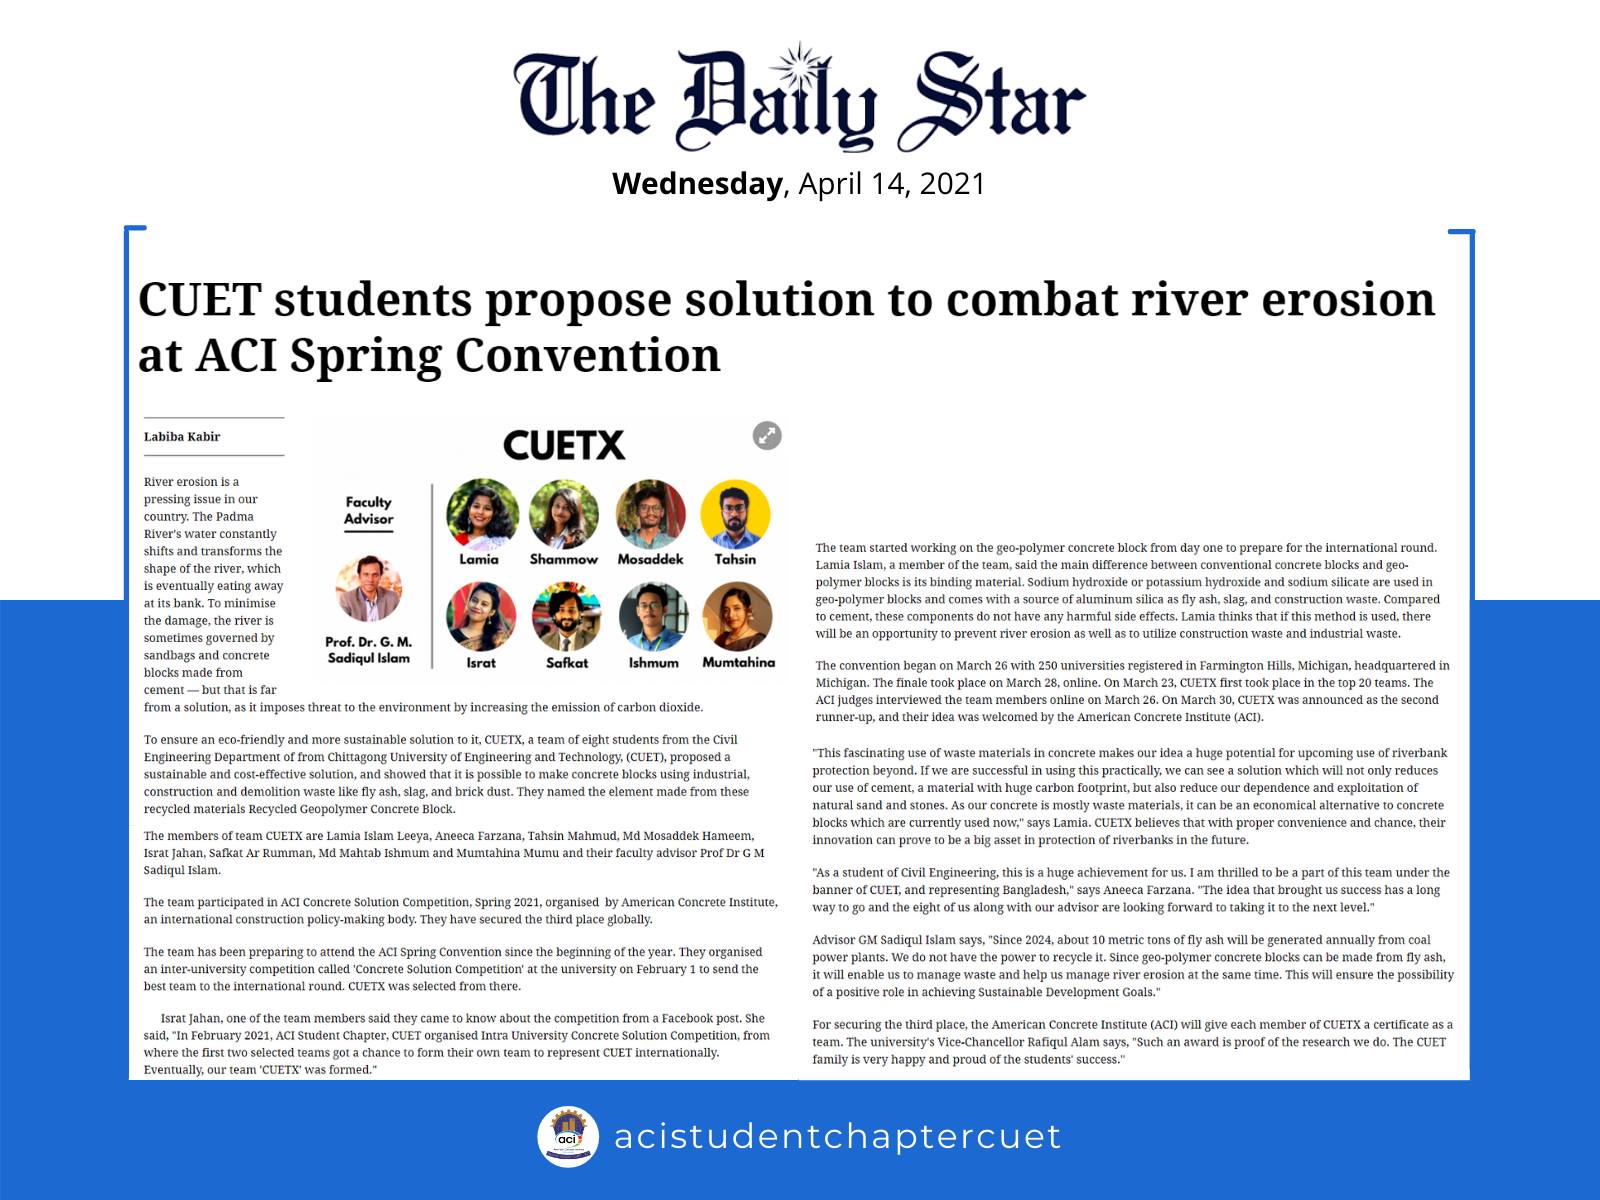 The Daily Star
Wednesday, April 14, 2021
CUET students propose solution to combat river erosion
at ACI Spring Convention
Labiba Kabir
River erosion is a
pressing issue in our
country. The Padma
River's water constantly
shifts and transforms the
shape of the river, which
is eventually eating away
at its bank. To minimise
the damage, the river is
sometimes governed by
sandbags and concrete
blocks made from
cement — but that is far
from a solution, as it imposes threat to the environment by increasing the emission of carbon dioxide.
CUETX
Faculty
Advisor
Prof. Dr. G. M.
Sadiqul Islam
Lamia
Shammow
Mosaddek
Tahsin
Israt
Safkat
Ishmum
Mumtahina
To ensure an eco-friendly and more sustainable solution to it, CUETX, a team of eight students from the Civil
Engineering Department of from Chittagong University of Engineering and Technology, (CUET), proposed a
sustainable and cost-effective solution, and showed that it is possible to make concrete blocks using industrial,
construction and demolition waste like fly ash, slag, and brick dust. They named the element made from these
recycled materials Recycled Geopolymer Concrete Block.
The members of team CUETX are Lamia Islam Leeya, Aneeca Farzana, Tahsin Mahmud, Md Mosaddek Hameem,
Israt Jahan, Safkat Ar Rumman, Md Mahtab Ishmum and Mumtahina Mumu and their faculty advisor Prof Dr G M
Sadiqul Islam.
The team participated in ACI Concrete Solution Competition, Spring 2021, organised by American Concrete Institute,
an international construction policy-making body. They have secured the third place globally.
The team has been preparing to attend the ACI Spring Convention since the beginning of the year. They organised
an inter-university competition called 'Concrete Solution Competition' at the university on February 1 to send the
best team to the international round. CUETX was selected from there.
Israt Jahan, one of the team members said they came to know about the competition from a Facebook post. She
said, "In February 2021, ACI Student Chapter, CUET organised Intra University Concrete Solution Competition, from
where the first two selected teams got a chance to form their own team to represent CUET internationally.
Eventually, our team 'CUETX' was formed."
The team started working on the geo-polymer concrete block from day one to prepare for the international round.
Lamia Islam, a member of the team, said the main difference between conventional concrete blocks and geo-
polymer blocks is its binding material. Sodium hydroxide or potassium hydroxide and sodium silicate are used in
geo-polymer blocks and comes with a source of aluminum silica as fly ash, slag, and construction waste. Compared
to cement, these components do not have any harmful side effects. Lamia thinks that if this method is used, there
will be an opportunity to prevent river erosion as well as to utilize construction waste and industrial waste.
The convention began on March 26 with 250 universities registered in Farmington Hills, Michigan, headquartered in
Michigan. The finale took place on March 28, online. On March 23, CUETX first took place in the top 20 teams. The
ACI judges interviewed the team members online on March 26. On March 30, CUETX was announced as the second
runner-up, and their idea was welcomed by the American Concrete Institute (ACI).
"This fascinating use of waste materials in concrete makes our idea a huge potential for upcoming use of riverbank
protection beyond. If we are successful in using this practically, we can see a solution which will not only reduces
our use of cement, a material with huge carbon footprint, but also reduce our dependence and exploitation of
natural sand and stones. As our concrete is mostly waste materials, it can be an economical alternative to concrete
blocks which are currently used now," says Lamia. CUETX believes that with proper convenience and chance, their
innovation can prove to be a big asset in protection of riverbanks in the future.
"As a student of Civil Engineering, this is a huge achievement for us. I am thrilled to be a part of this team under the
banner of CUET, and representing Bangladesh," says Aneeca Farzana. "The idea that brought us success has a long
way to go and the eight of us along with our advisor are looking forward to taking it to the next level."
Advisor GM Sadiqul Islam says, "Since 2024, about 10 metric tons of fly ash will be generated annually from coal
power plants. We do not have the power to recycle it. Since geo-polymer concrete blocks can be made from fly ash,
it will enable us to manage waste and help us manage river erosion at the same time. This will ensure the possibility
of a positive role in achieving Sustainable Development Goals."
For securing the third place, the American Concrete Institute (ACI) will give each member of CUETX a certificate as a
team. The university's Vice-Chancellor Rafiqul Alam says, "Such an award is proof of the research we do. The CUET
family is very happy and proud of the students' success."
aci
acistudentchaptercuet